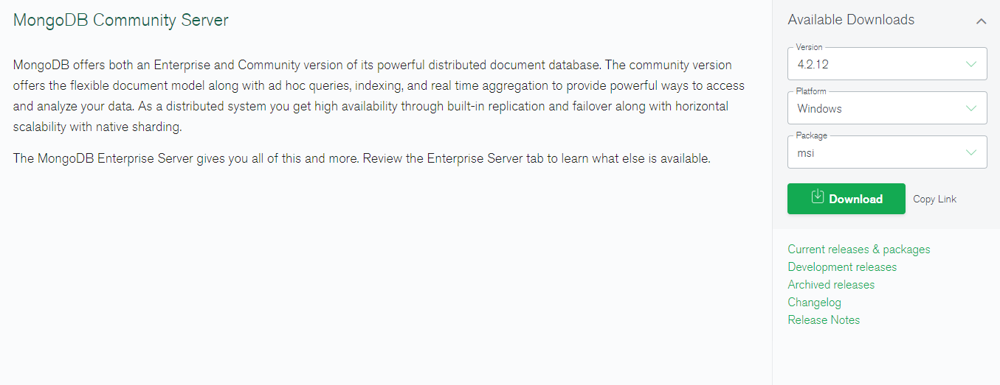 MongoDB Community Server
MongoDB offers both an Enterprise and Community version of its powerful distributed document database. The community version
offers the flexible document model along with ad hoc queries, indexing, and real time aggregation to provide powerful ways to access
and analyze your data. As a distributed system you get high availability through built-in replication and failover along with horizontal
scalability with native sharding.
The MongoDB Enterprise Server gives you all of this and more. Review the Enterprise Server tab to learn what else is available.
Available Downloads
Version
4.2.12
Platform
Windows
Package
msi
Download
Copy Link
Current releases & packages
Development releases
Archived releases
Changelog
Release Notes